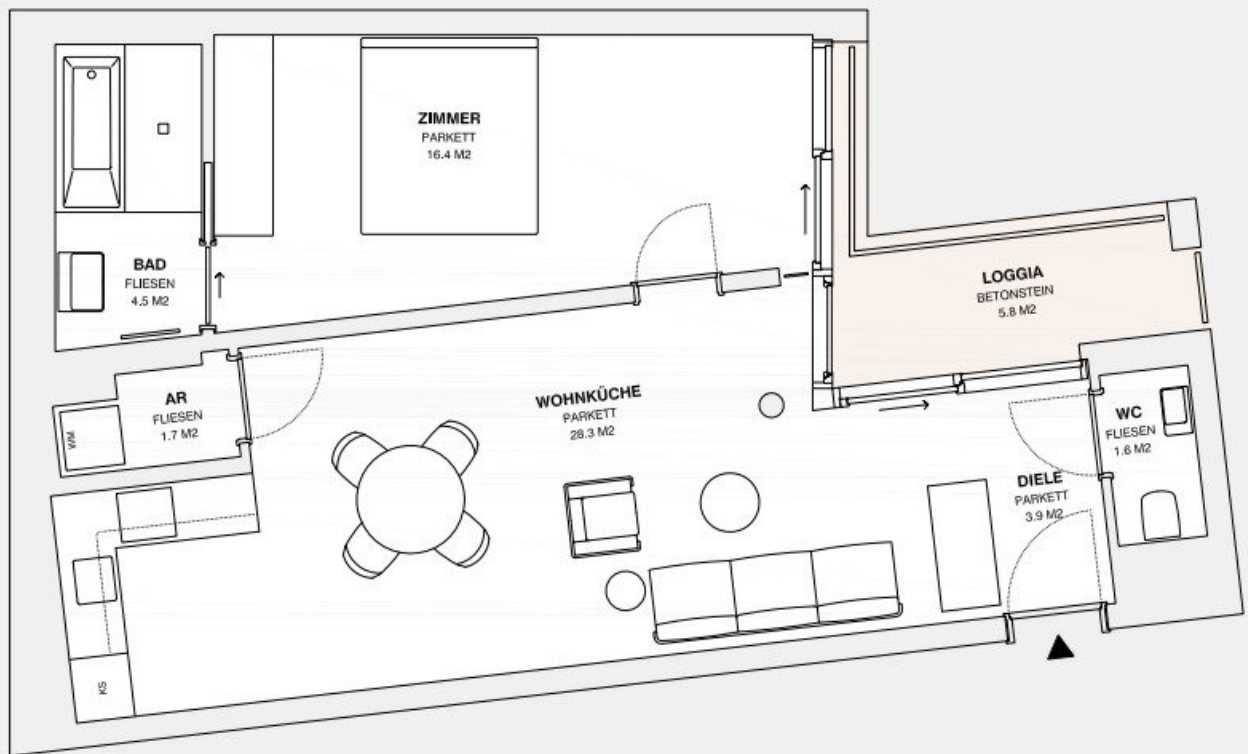 ZIMMER
PARKETT
16.4 M2
BAD
FLIESEN
4.5 M2
LOGGIA
BETONSTEIN
5.8 M2
AR
FLIESEN
1.7 M2
WM
WOHNKÜCHE
PARKETT
28.3 M2
WC
FLIESEN
1.6 M2
DIELE
PARKETT
3.9 M2
KS